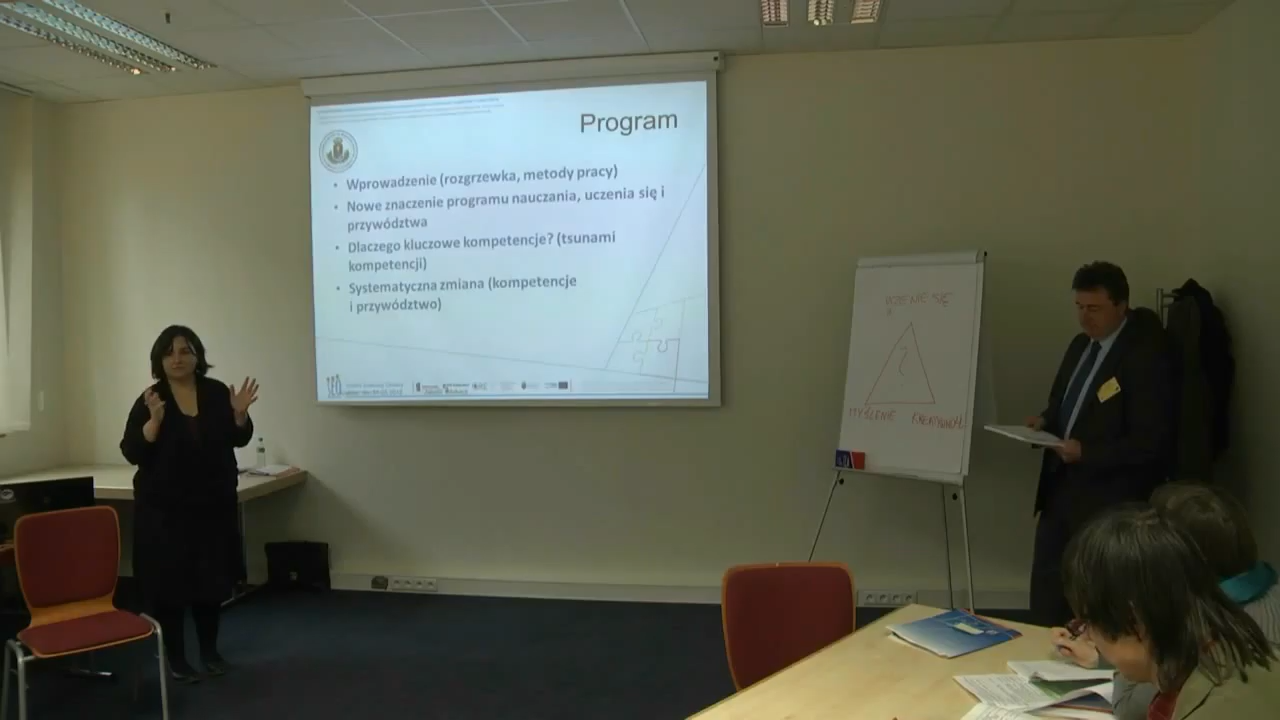 Program
• Wprowadzenie (rozgrzewka, metody pracy)
• Nowe znaczenie programu nauczania, uczenia się i
przywództwa
• Dlaczego kluczowe kompetencje? (tsunami
kompetencji)
• Systematyczna zmiana (kompetencje
i przywództwo)
UCZENIE SIĘ
?
MYŚLENIE KREATYWNOŚĆ